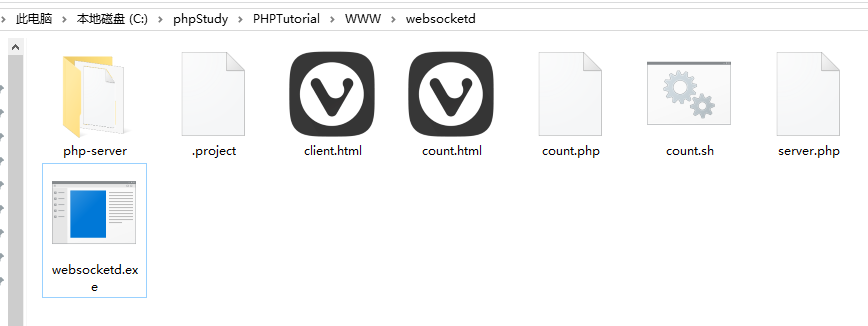 此电脑 > 本地磁盘 (C:) > phpStudy > PHPTutorial > WWW > websocketd
php-server
.project
client.html
count.html
count.php
count.sh
server.php
websocketd.ex
e